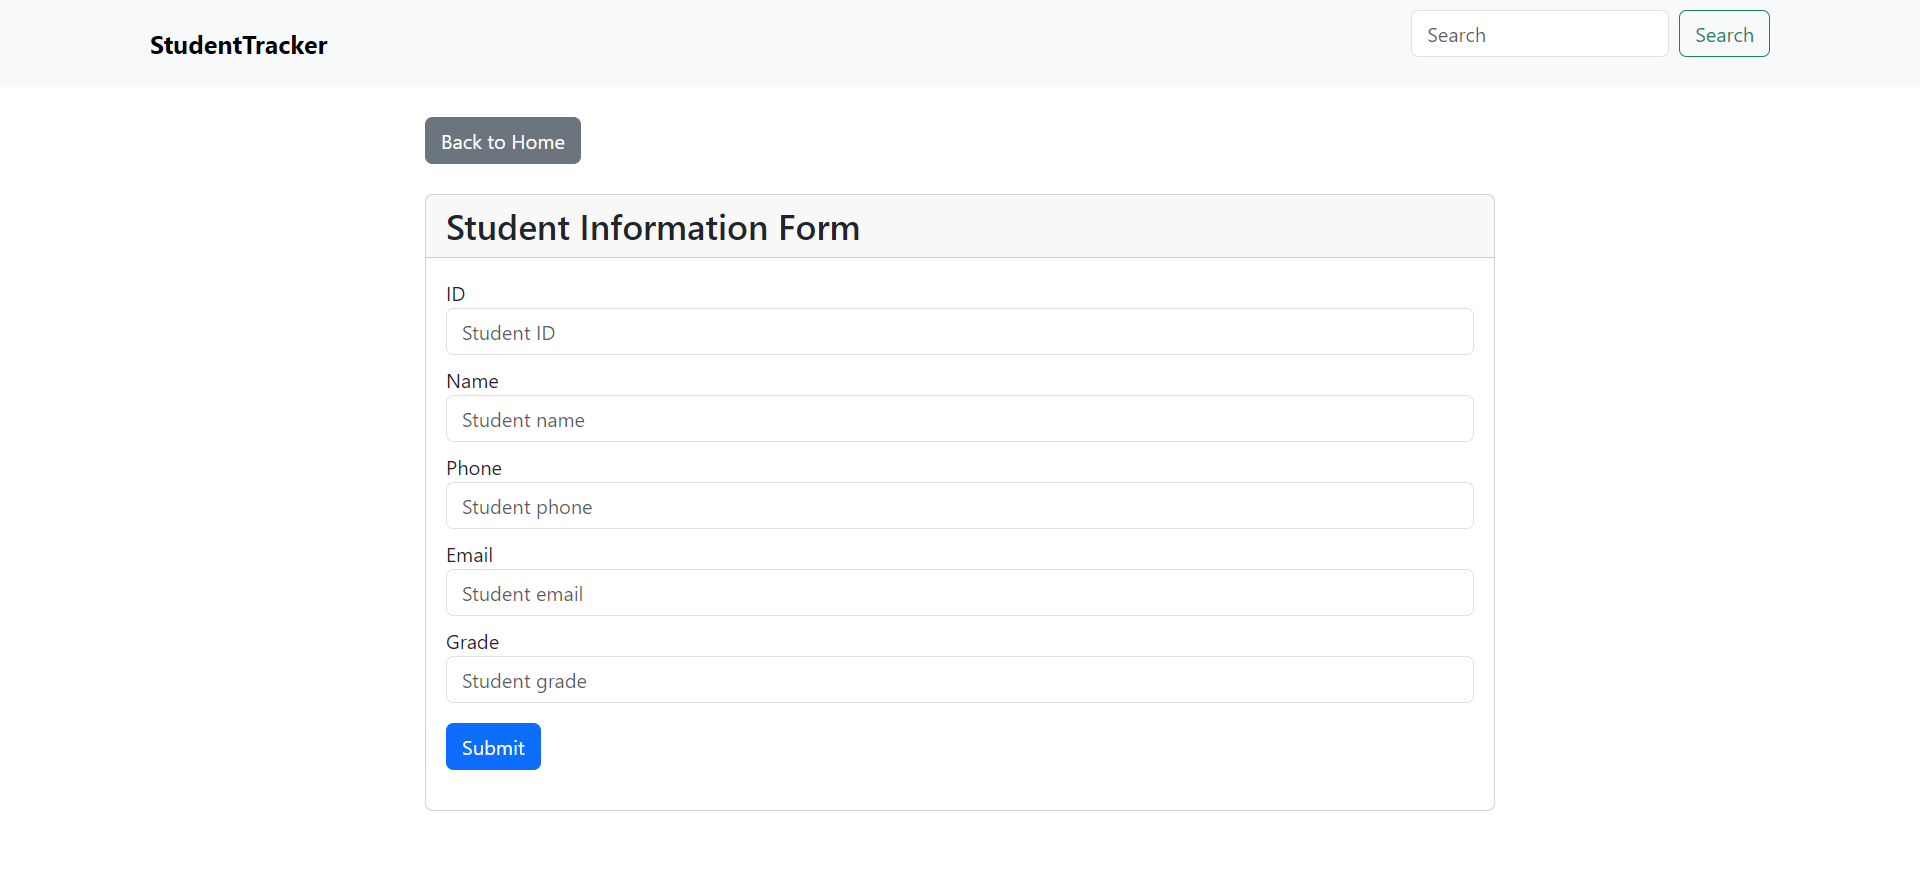 StudentTracker
Search Search
Back to Home
Student Information Form
ID
Student ID
Name
Student name
Phone
Student phone
Email
Student email
Grade
Student grade
Submit